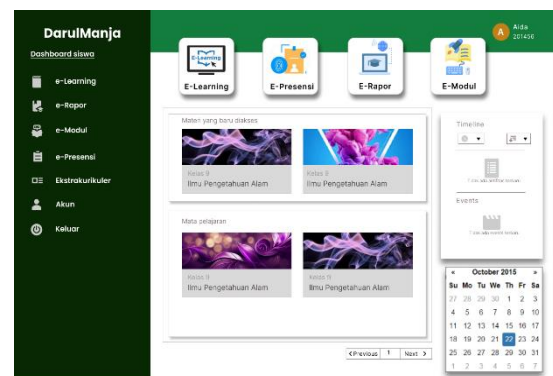 DarulManja
Dashboard siswa
e-Learning
e-Rapor
e-Modul
e-Presensi
Ekstrakurikuler
Akun
Keluar
A
Alda
201456
E-Learning
E-Learning
E-Presensi
E-Rapor
E-Modul
Materi yang baru diakses
Kelas 9
Ilmu Pengetahuan Alam
Kelas 9
Ilmu Pengetahuan Alam
Mata pelajaran
Kelas 9
Ilmu Pengetahuan Alam
Kelas 9
Ilmu Pengetahuan Alam
< Previous 1 Next >
Timeline
Events
« October 2015 »
Su Mo Tu We Th Fr Sa
27 28 29 30 1 2 3
4 5 6 7 8 9 10
11 12 13 14 15 16 17
18 19 20 21 22 23 24
25 26 27 28 29 30 31
1 2 3 4 5 6 7